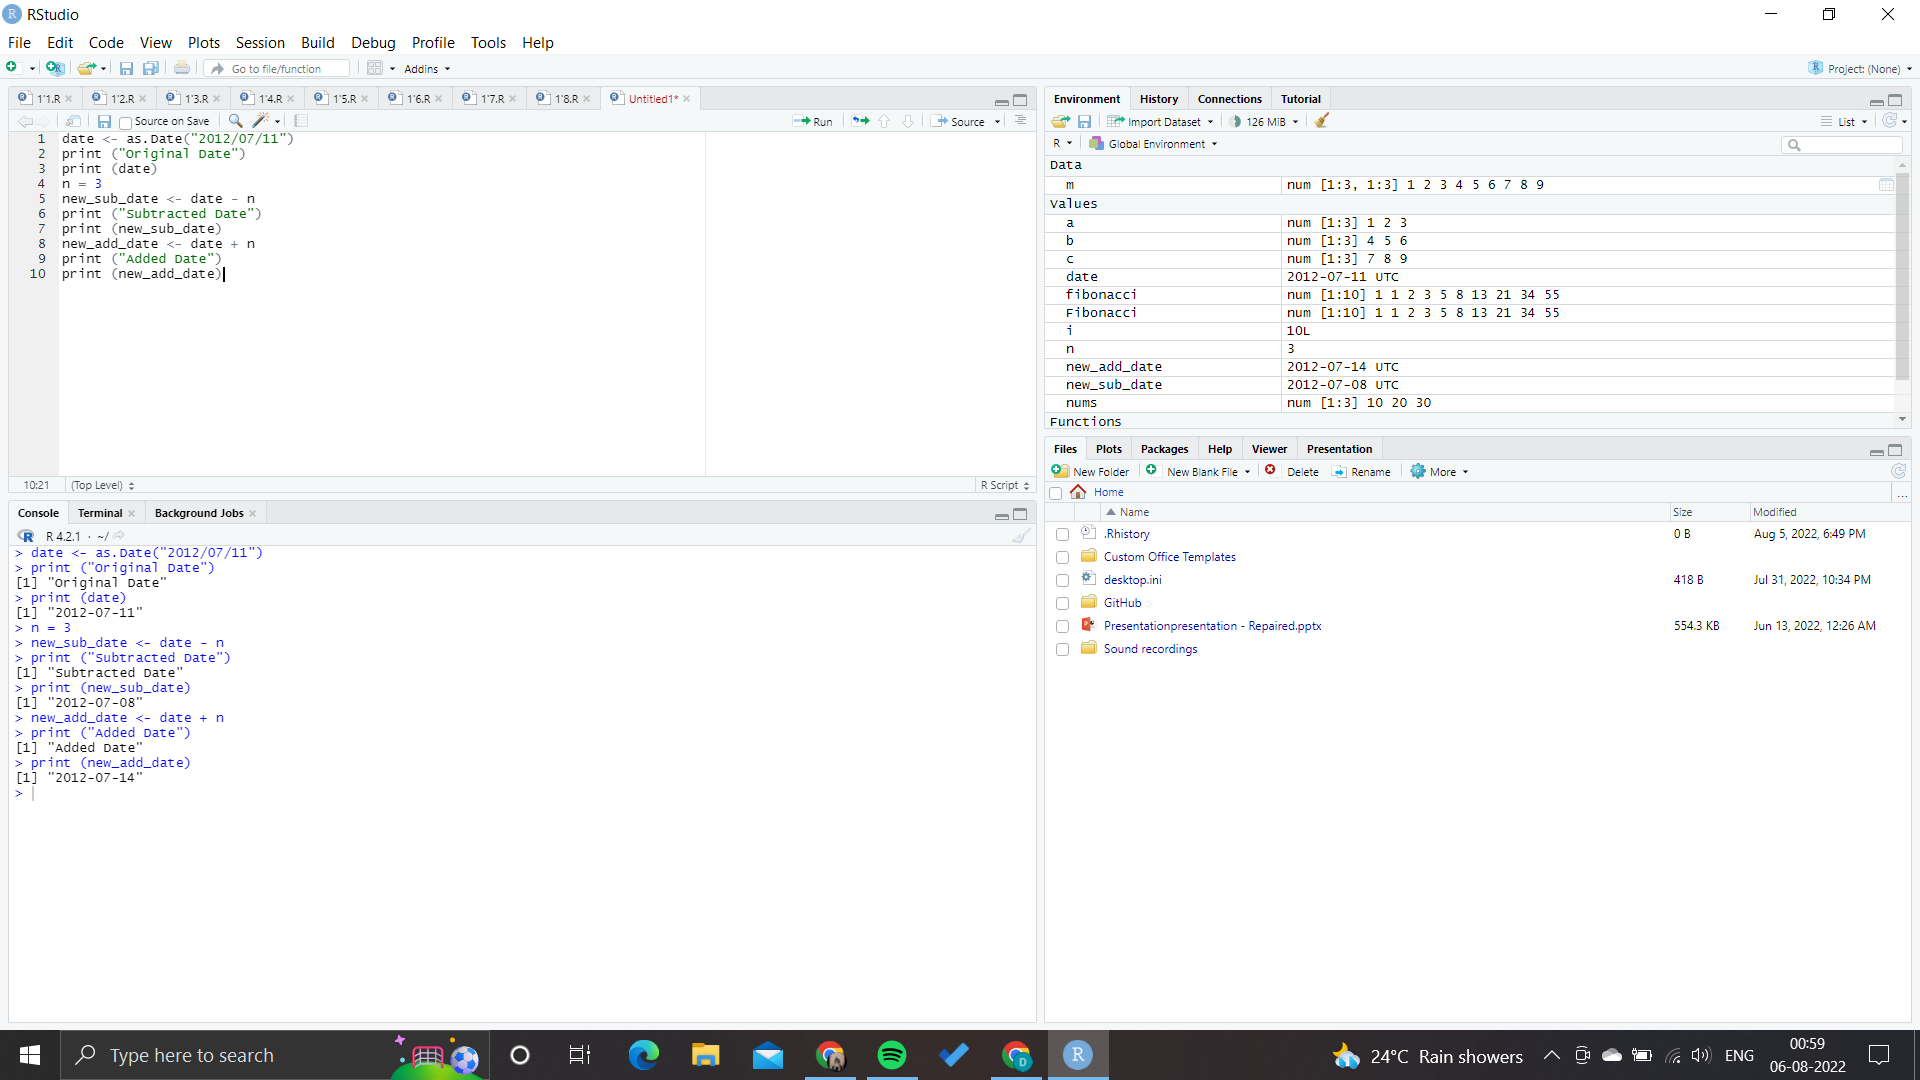 RStudio
File Edit Code View Plots Session Build Debug Profile Tools Help
Go to file/function Addins Project: (None)
1'1.R 1'2.R 1'3.R 1'4.R 1'5.R 1'6.R 1'7.R 1'8.R Untitled1*
Source on Save Run Source
1 date <- as.Date("2012/07/11")
2 print ("Original Date")
3 print (date)
4 n = 3
5 new_sub_date <- date - n
6 print ("Subtracted Date")
7 print (new_sub_date)
8 new_add_date <- date + n
9 print ("Added Date")
10 print (new_add_date)
10:21 (Top Level) R Script
Console Terminal Background Jobs
R 4.2.1 · ~/
> date <- as.Date("2012/07/11")
> print ("Original Date")
[1] "Original Date"
> print (date)
[1] "2012-07-11"
> n = 3
> new_sub_date <- date - n
> print ("Subtracted Date")
[1] "Subtracted Date"
> print (new_sub_date)
[1] "2012-07-08"
> new_add_date <- date + n
> print ("Added Date")
[1] "Added Date"
> print (new_add_date)
[1] "2012-07-14"
>
Environment History Connections Tutorial
Import Dataset 126 MiB List
R Global Environment
Data
m num [1:3, 1:3] 1 2 3 4 5 6 7 8 9
Values
a num [1:3] 1 2 3
b num [1:3] 4 5 6
c num [1:3] 7 8 9
date 2012-07-11 UTC
fibonacci num [1:10] 1 1 2 3 5 8 13 21 34 55
Fibonacci num [1:10] 1 1 2 3 5 8 13 21 34 55
i 10L
n 3
new_add_date 2012-07-14 UTC
new_sub_date 2012-07-08 UTC
nums num [1:3] 10 20 30
Functions
Files Plots Packages Help Viewer Presentation
New Folder New Blank File Delete Rename More
Home ...
Name Size Modified
.Rhistory 0 B Aug 5, 2022, 6:49 PM
Custom Office Templates
desktop.ini 418 B Jul 31, 2022, 10:34 PM
GitHub
Presentationpresentation - Repaired.pptx 554.3 KB Jun 13, 2022, 12:26 AM
Sound recordings
Type here to search 24°C Rain showers ENG 00:59
06-08-2022